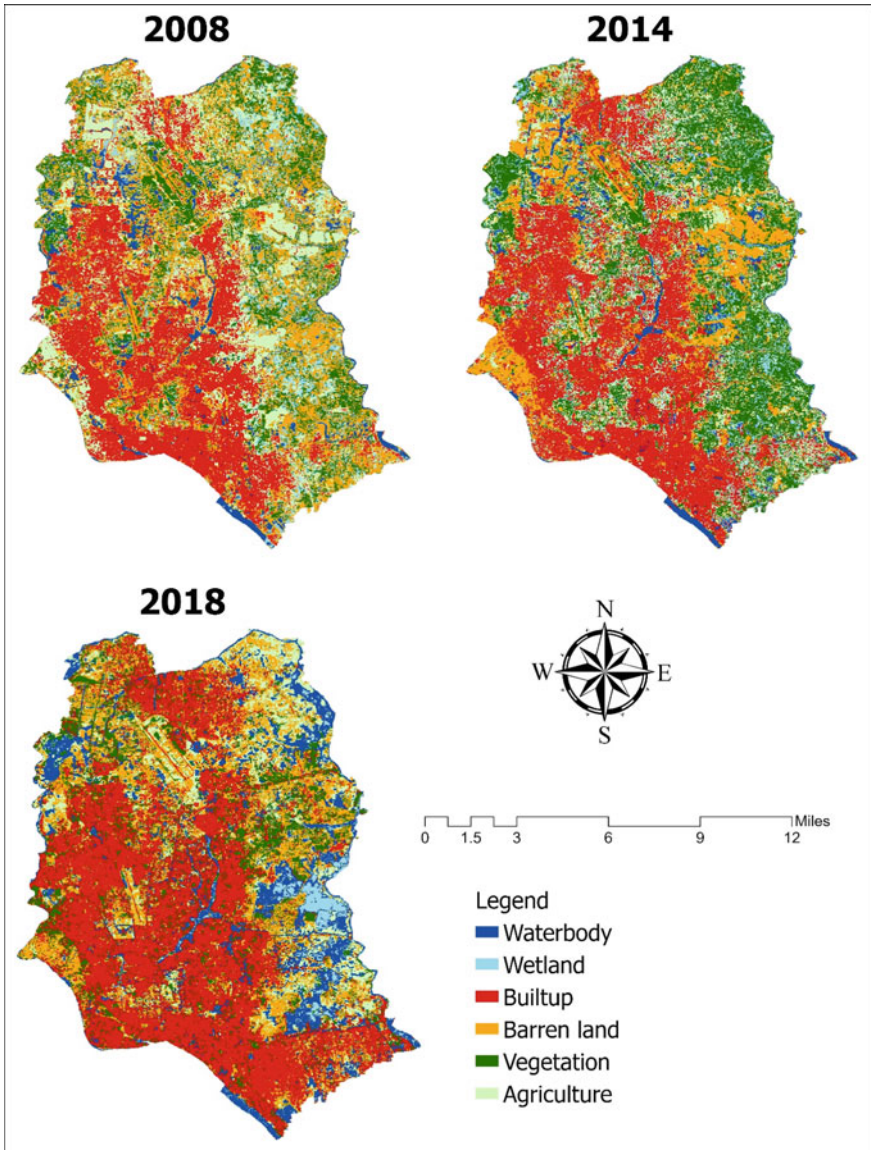 2008
2014
2018
N
W E
S
Miles
0 1.5 3 6 9 12
Legend
Waterbody
Wetland
Builtup
Barren land
Vegetation
Agriculture